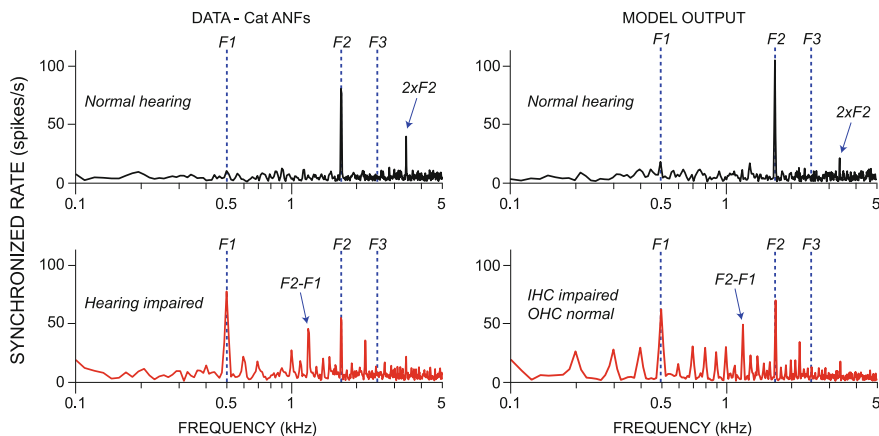 DATA - Cat ANFs
MODEL OUTPUT
F1
F2
F3
F1
F2
F3
100
50
0
Normal hearing
2xF2
100
50
0
Normal hearing
2xF2
0.1
0.5
1
5
0.1
0.5
1
5
SYNCHRONIZED RATE (spikes/s)
F1
F2
F3
F1
F2
F3
100
50
0
Hearing impaired
F2-F1
100
50
0
IHC impaired
OHC normal
F2-F1
0.1
0.5
1
5
0.1
0.5
1
5
FREQUENCY (kHz)
FREQUENCY (kHz)